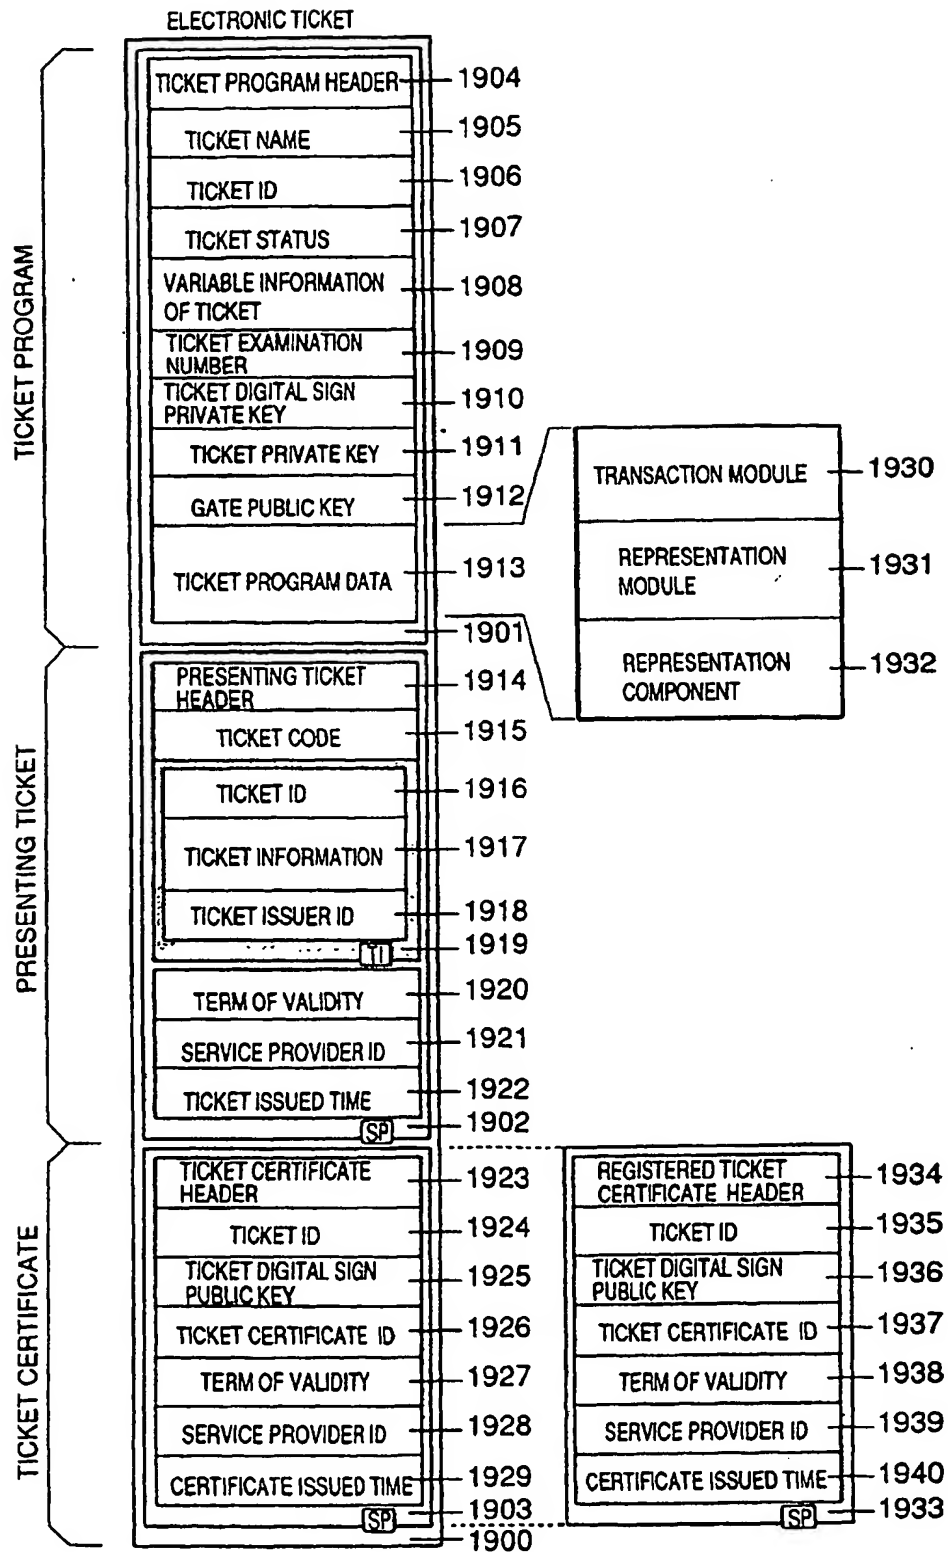 ELECTRONIC TICKET
TICKET PROGRAM
TICKET PROGRAM HEADER 1904
TICKET NAME 1905
TICKET ID 1906
TICKET STATUS 1907
VARIABLE INFORMATION
OF TICKET
1908
TICKET EXAMINATION
NUMBER
1909
TICKET DIGITAL SIGN
PRIVATE KEY
1910
TICKET PRIVATE KEY 1911
GATE PUBLIC KEY 1912
TICKET PROGRAM DATA 1913
1901
TRANSACTION MODULE 1930
REPRESENTATION
MODULE
1931
REPRESENTATION
COMPONENT
1932
PRESENTING TICKET
PRESENTING TICKET
HEADER
1914
TICKET CODE 1915
TICKET ID 1916
TICKET INFORMATION 1917
TICKET ISSUER ID 1918
TI 1919
TERM OF VALIDITY 1920
SERVICE PROVIDER ID 1921
TICKET ISSUED TIME 1922
SP 1902
TICKET CERTIFICATE
TICKET CERTIFICATE
HEADER
1923
TICKET ID 1924
TICKET DIGITAL SIGN
PUBLIC KEY
1925
TICKET CERTIFICATE ID 1926
TERM OF VALIDITY 1927
SERVICE PROVIDER ID 1928
CERTIFICATE ISSUED TIME 1929
SP 1903
1900
REGISTERED TICKET
CERTIFICATE HEADER
1934
TICKET ID 1935
TICKET DIGITAL SIGN
PUBLIC KEY
1936
TICKET CERTIFICATE ID 1937
TERM OF VALIDITY 1938
SERVICE PROVIDER ID 1939
CERTIFICATE ISSUED TIME 1940
SP 1933